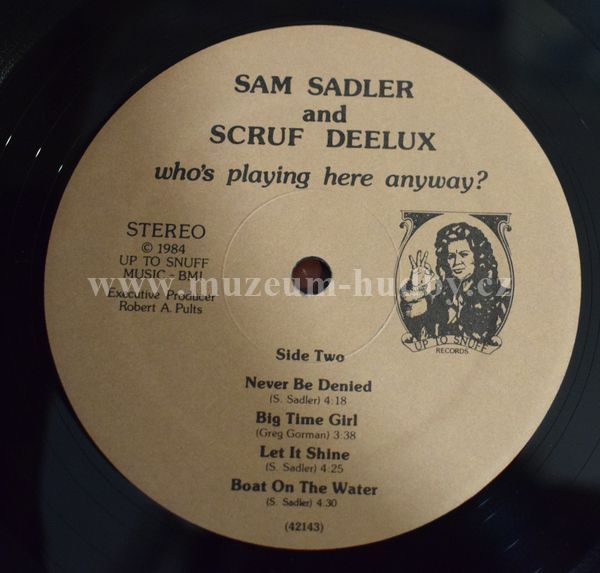 SAM SADLER
and
SCRUF DEELUX
who's playing here anyway?
STEREO
© 1984
UP TO SNUFF
MUSIC - BMI
Executive Producer
Robert A. Pults
www.muzeum-hudby.cz
UP TO SNUFF
RECORDS
Side Two
Never Be Denied
(S. Sadler) 4:18
Big Time Girl
(Greg Gorman) 3:38
Let It Shine
(S. Sadler) 4:25
Boat On The Water
(S. Sadler) 4:30
(42143)